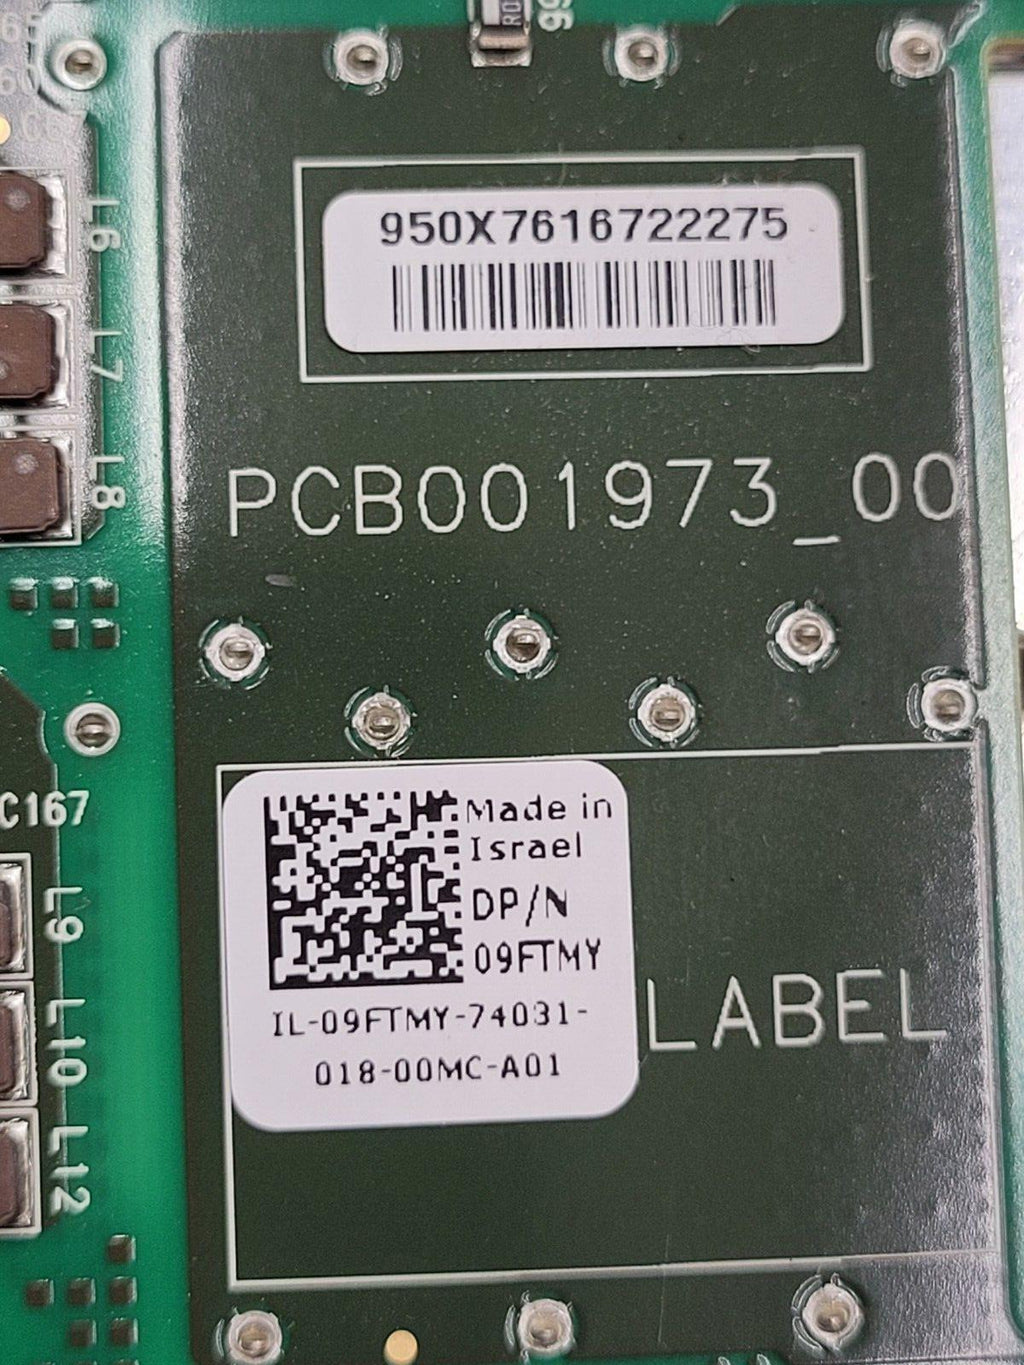 950X7616722275
L6
L7
PCB001973_00
L8
C167
Made in
Israel
DP/N
09FTMY
L9
IL-09FTMY-74031-
018-00MC-A01
LABEL
L10
L12